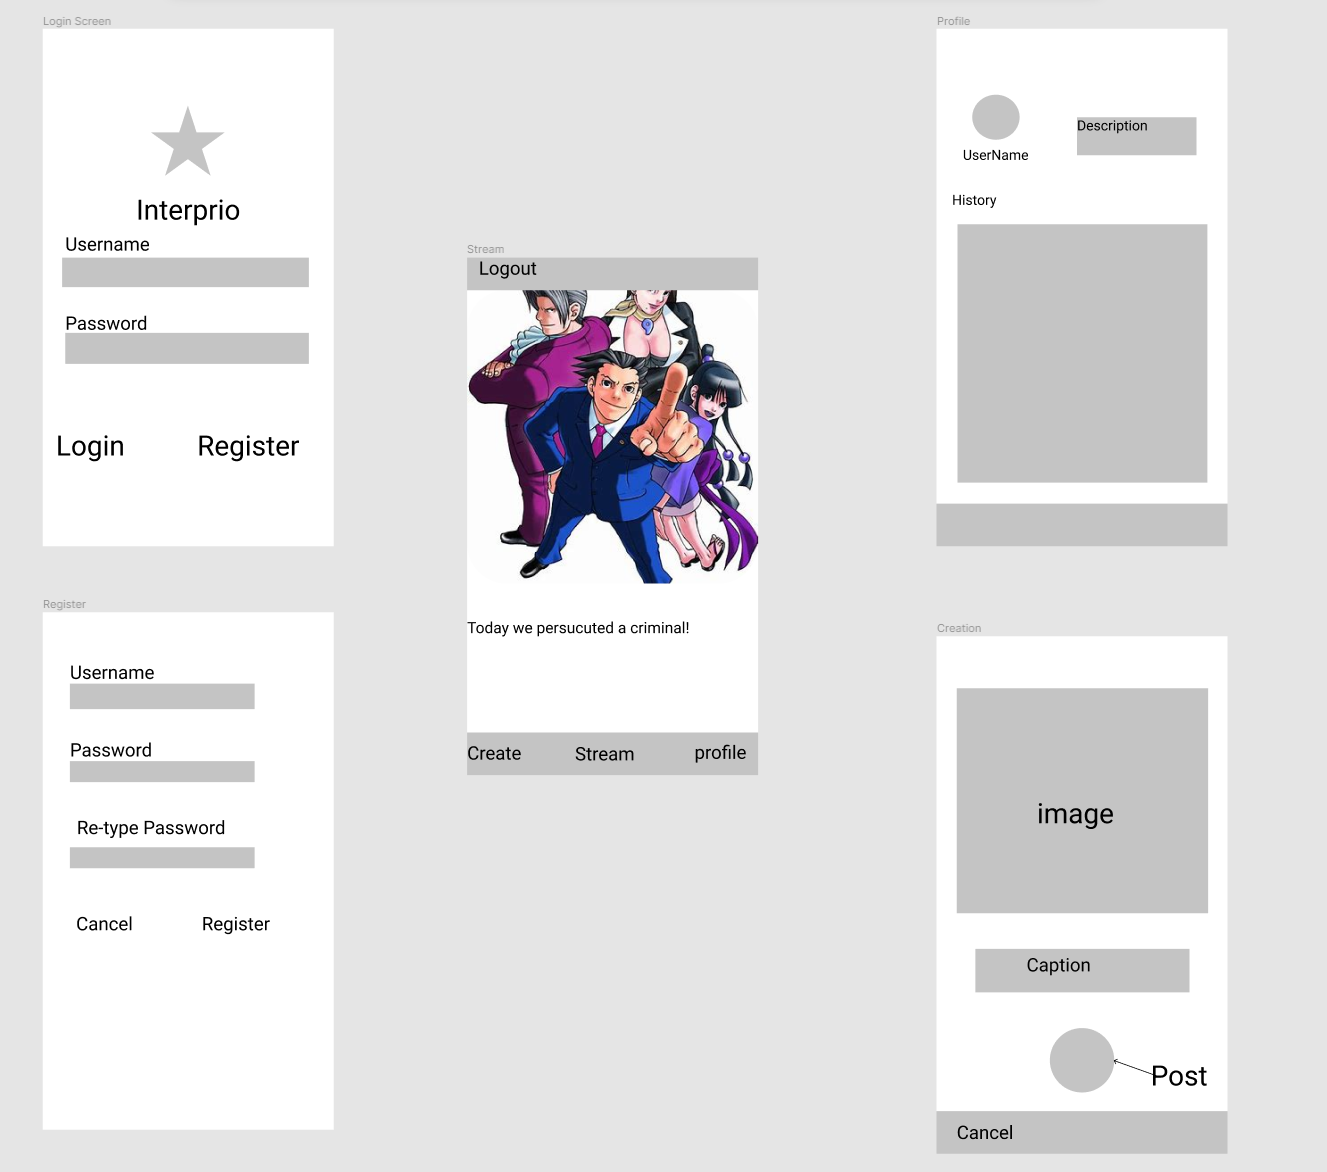 Login Screen
Interprio
Username
Password
Login
Register
Register
Username
Password
Re-type Password
Cancel
Register
Stream
Logout
Today we persucuted a criminal!
Create
Stream
profile
Profile
UserName
Description
History
Creation
image
Caption
Post
Cancel